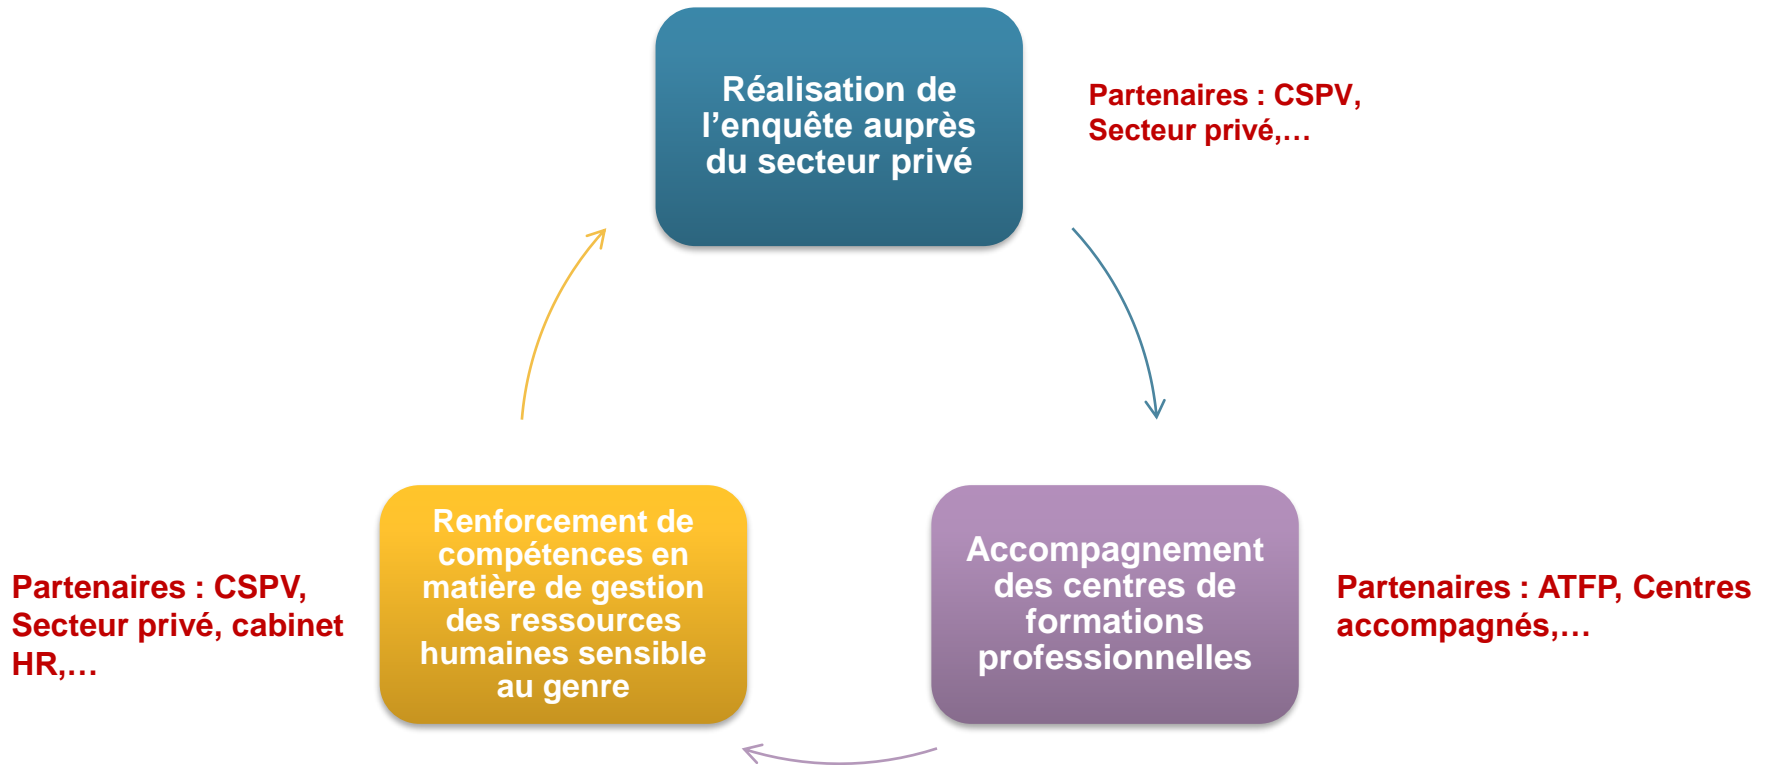 Réalisation de
l’enquête auprès
du secteur privé
Partenaires : CSPV,
Secteur privé,…
Renforcement de
compétences en
matière de gestion
des ressources
humaines sensible
au genre
Partenaires : CSPV,
Secteur privé, cabinet
HR,…
Accompagnement
des centres de
formations
professionnelles
Partenaires : ATFP, Centres
accompagnés,…